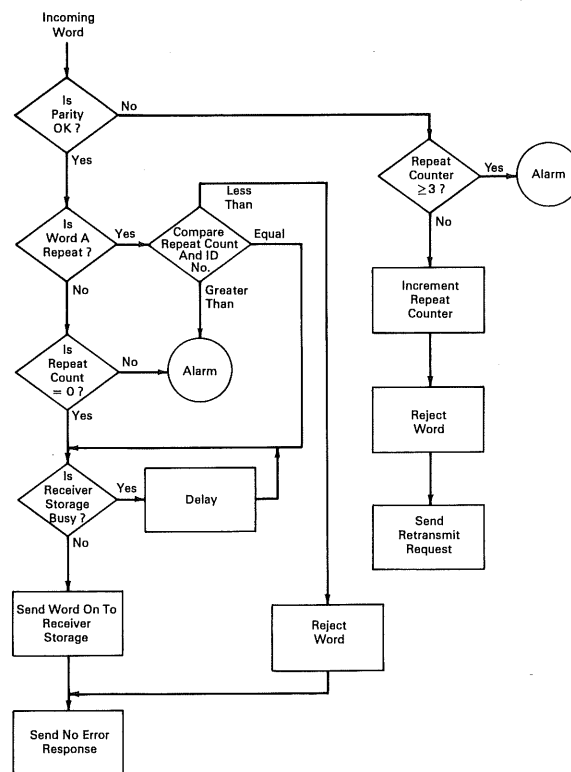 Incoming
Word
Is
Parity
OK ?
No
Yes
Repeat
Counter
≥3 ?
Yes
Alarm
No
Is
Word A
Repeat ?
Yes
Compare
Repeat Count
And ID
No.
Less
Than
Equal
Greater
Than
No
Increment
Repeat
Counter
Is
Repeat
Count
= 0 ?
No
Alarm
Yes
Reject
Word
Is
Receiver
Storage
Busy ?
Yes
Delay
No
Send
Retransmit
Request
Send Word On To
Receiver
Storage
Reject
Word
Send No Error
Response